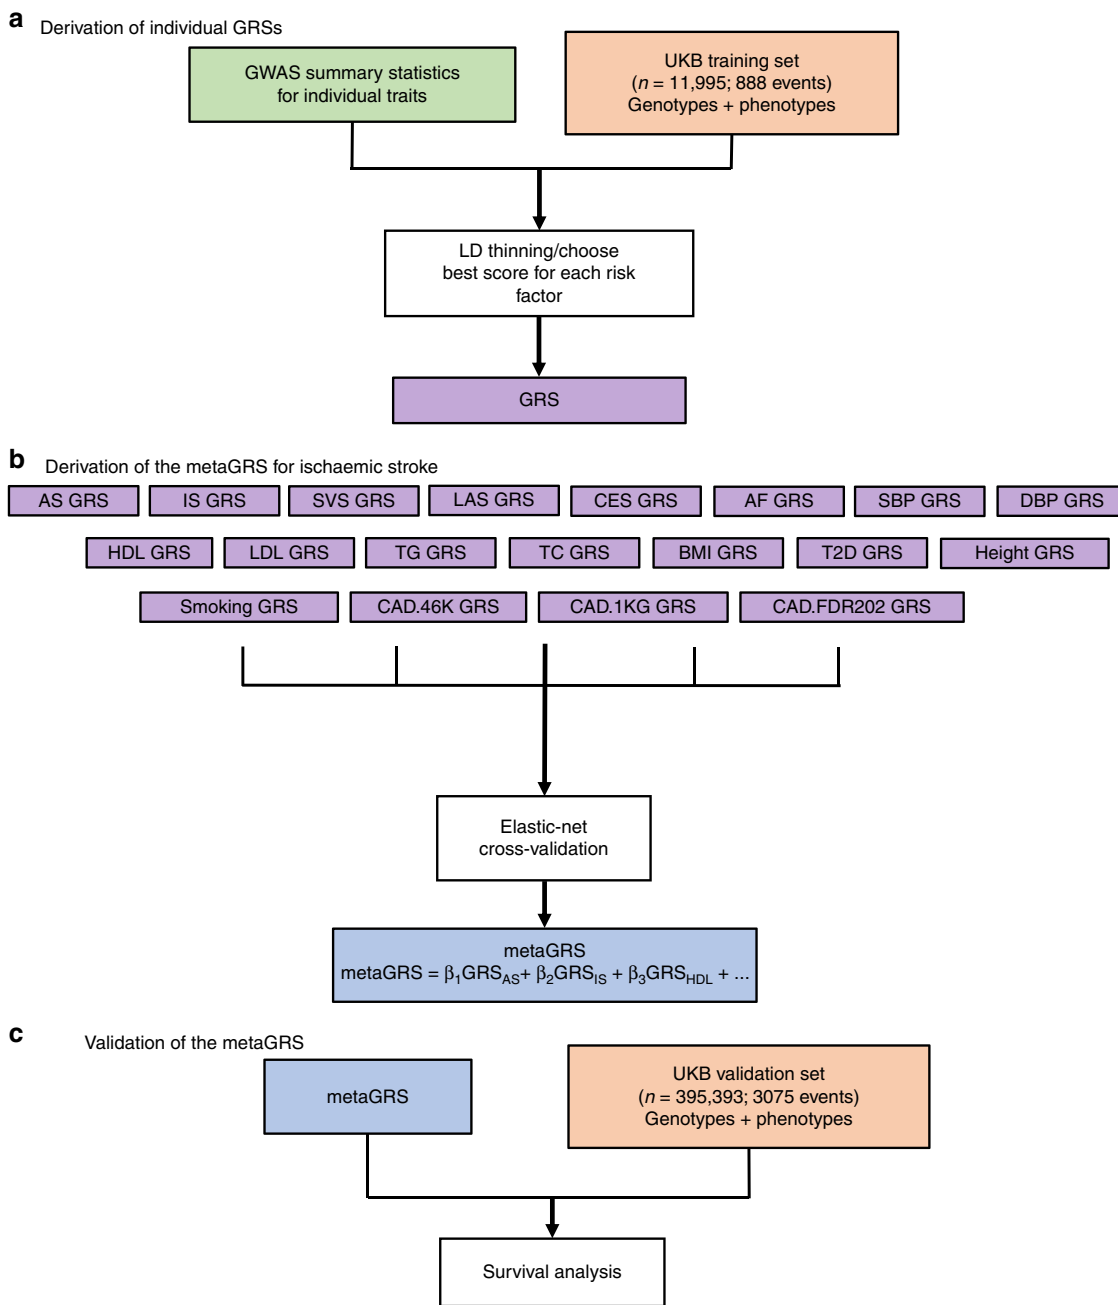 a Derivation of individual GRSs
GWAS summary statistics
for individual traits
UKB training set
(n = 11,995; 888 events)
Genotypes + phenotypes
LD thinning/choose
best score for each risk
factor
GRS
b Derivation of the metaGRS for ischaemic stroke
AS GRS IS GRS SVS GRS LAS GRS CES GRS AF GRS SBP GRS DBP GRS
HDL GRS LDL GRS TG GRS TC GRS BMI GRS T2D GRS Height GRS
Smoking GRS CAD.46K GRS CAD.1KG GRS CAD.FDR202 GRS
Elastic-net
cross-validation
metaGRS
metaGRS = β₁GRS_AS+ β₂GRS_IS + β₃GRS_HDL + ...
c Validation of the metaGRS
metaGRS
UKB validation set
(n = 395,393; 3075 events)
Genotypes + phenotypes
Survival analysis